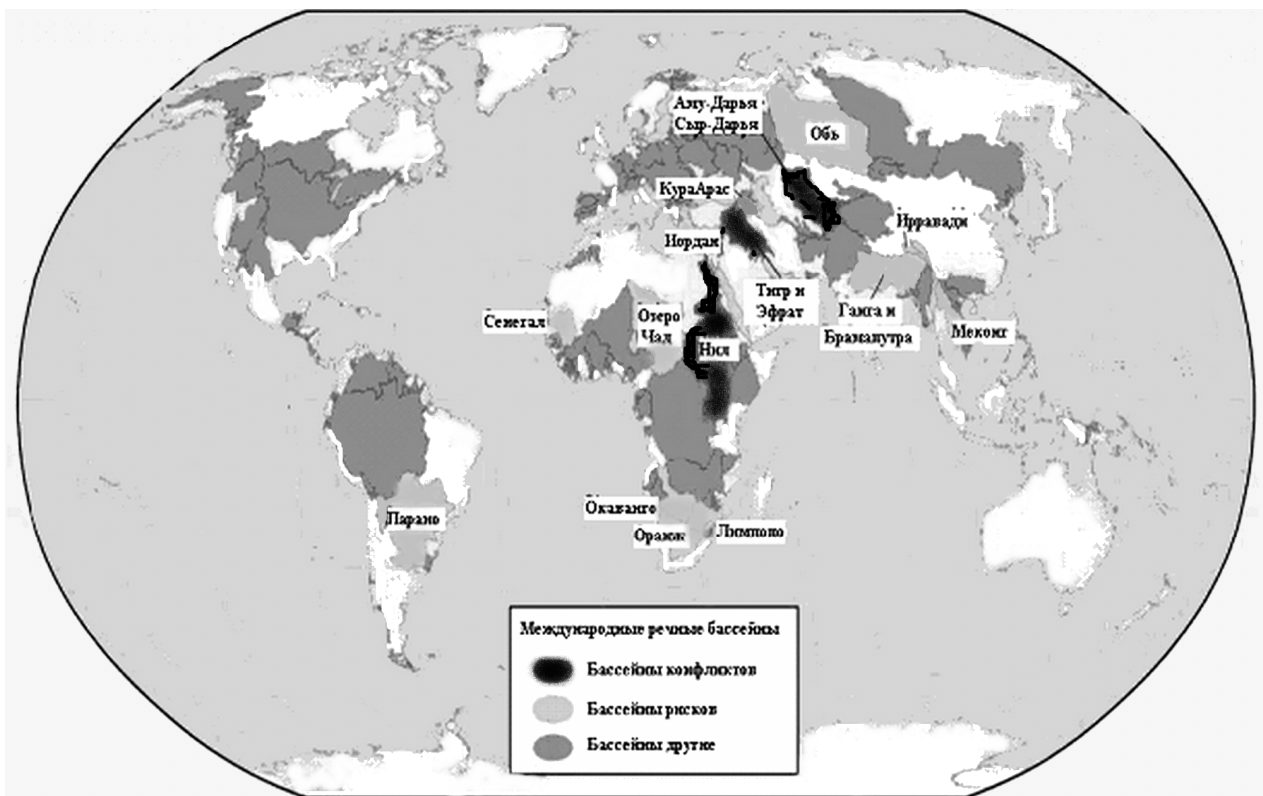 Аму-Дарья
Сыр-Дарья
Обь
КураАрас
Ирравади
Иордан
Тигр и
Эфрат
Сенегал
Озеро
Чад
Ганга и
Брамапутра
Меконг
Нил
Окаванго
Парано
Оранж
Лимпопо
Международные речные бассейны
Бассейны конфликтов
Бассейны рисков
Бассейны другие